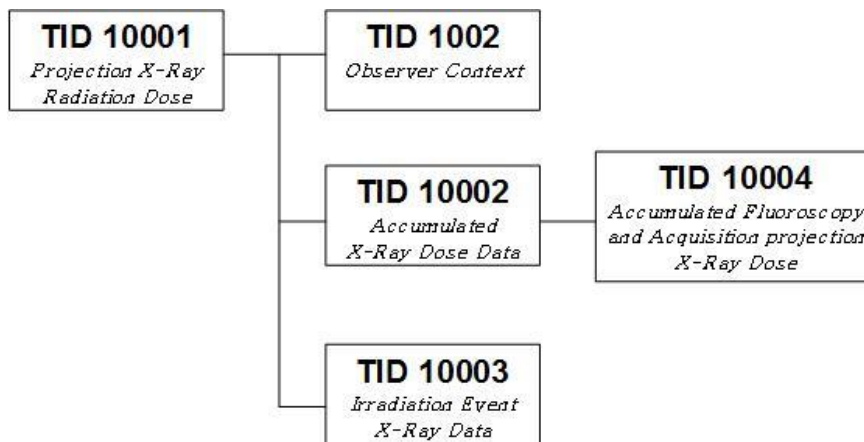 TID 10001
Projection X-Ray
Radiation Dose
TID 1002
Observer Context
TID 10002
Accumulated
X-Ray Dose Data
TID 10004
Accumulated Fluoroscopy
and Acquisition projection
X-Ray Dose
TID 10003
Irradiation Event
X-Ray Data